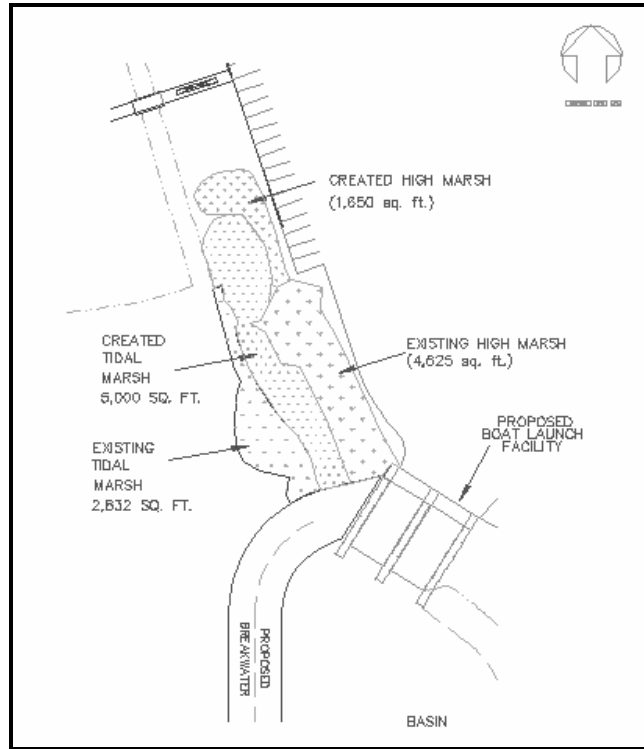 CREATED HIGH MARSH
(1,650 sq. ft.)
CREATED
TIDAL
MARSH
5,000 SQ. FT.
EXISTING HIGH MARSH
(4,625 sq. ft.)
PROPOSED
BOAT LAUNCH
FACILITY
EXISTING
TIDAL
MARSH
2,832 SQ. FT.
PROPOSED
BREAKWATER
BASIN